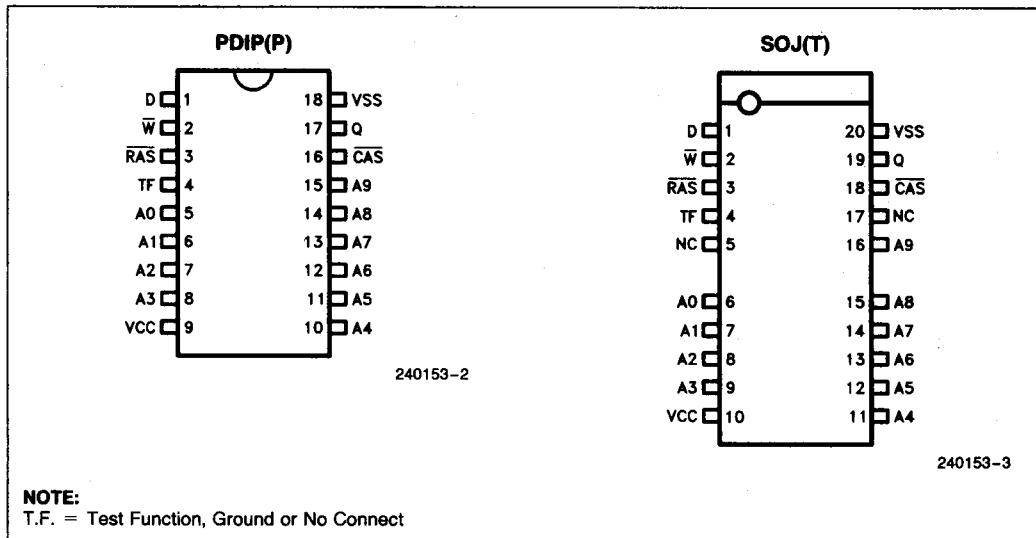 PDIP(P)
D 1 18 VSS
W̅ 2 17 Q
R̅A̅S̅ 3 16 C̅A̅S̅
TF 4 15 A9
A0 5 14 A8
A1 6 13 A7
A2 7 12 A6
A3 8 11 A5
VCC 9 10 A4
240153-2
SOJ(T)
D 1 20 VSS
W̅ 2 19 Q
R̅A̅S̅ 3 18 C̅A̅S̅
TF 4 17 NC
NC 5 16 A9
A0 6 15 A8
A1 7 14 A7
A2 8 13 A6
A3 9 12 A5
VCC 10 11 A4
240153-3
NOTE:
T.F. = Test Function, Ground or No Connect